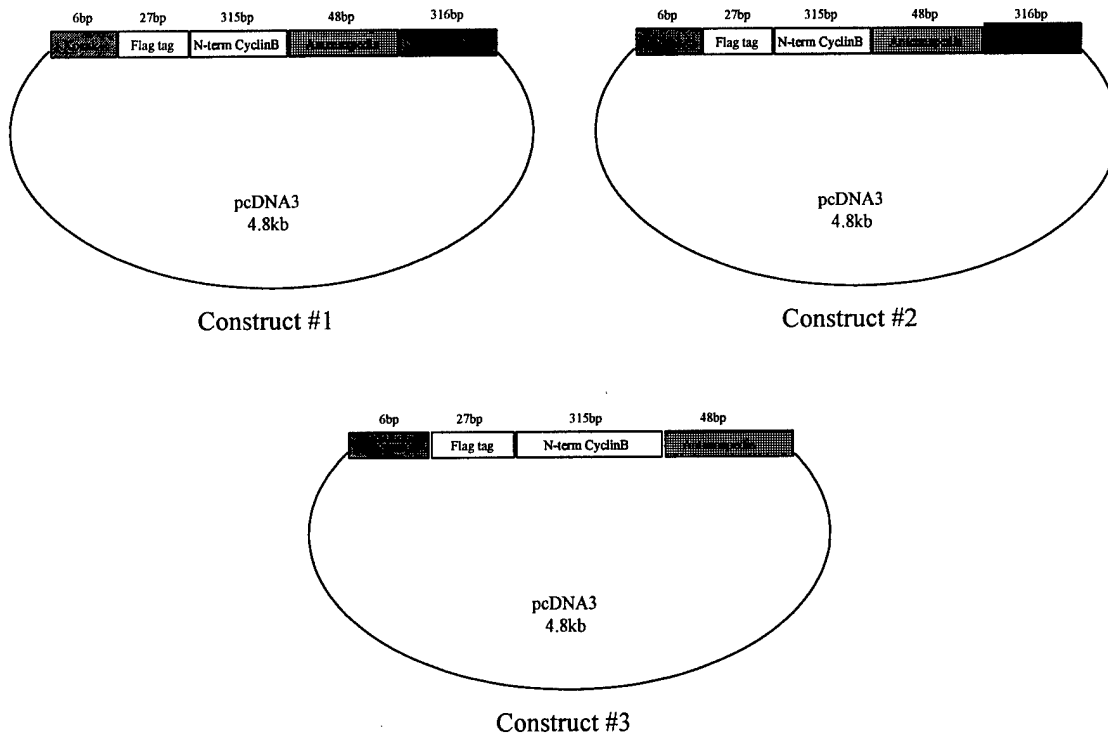 6bp 27bp 315bp 48bp 316bp
Flag tag N-term CyclinB
pcDNA3
4.8kb
Construct #1
6bp 27bp 315bp 48bp 316bp
Flag tag N-term CyclinB
pcDNA3
4.8kb
Construct #2
6bp 27bp 315bp 48bp
Flag tag N-term CyclinB
pcDNA3
4.8kb
Construct #3